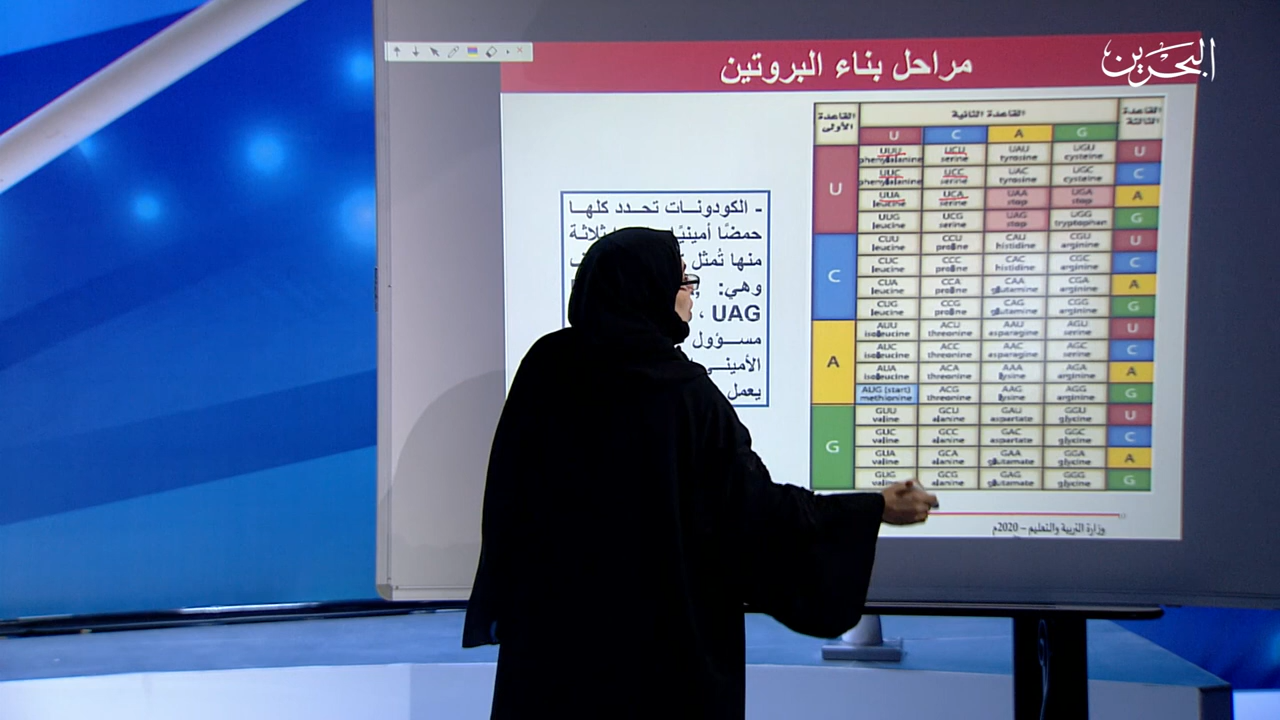 البحرين
مراحل بناء البروتين
القاعدة الأولى القاعدة الثانية القاعدة الثالثة
U C A G
U
UUU phenylalanine UCU serine UAU tyrosine UGU cysteine U
UUC phenylalanine UCC serine UAC tyrosine UGC cysteine C
UUA leucine UCA serine UAA stop UGA stop A
UUG leucine UCG serine UAG stop UGG tryptophan G
C
CUU leucine CCU proline CAU histidine CGU arginine U
CUC leucine CCC proline CAC histidine CGC arginine C
CUA leucine CCA proline CAA glutamine CGA arginine A
CUG leucine CCG proline CAG glutamine CGG arginine G
A
AUU isoleucine ACU threonine AAU asparagine AGU serine U
AUC isoleucine ACC threonine AAC asparagine AGC serine C
AUA isoleucine ACA threonine AAA lysine AGA arginine A
AUG (start) methionine ACG threonine AAG lysine AGG arginine G
G
GUU valine GCU alanine GAU aspartate GGU glycine U
GUC valine GCC alanine GAC aspartate GGC glycine C
GUA valine GCA alanine GAA glutamate GGA glycine A
GUG valine GCG alanine GAG glutamate GGG glycine G
- الكودونات تحدد كلها
حمضًا أمينيًا ثلاثة
منها تُمثل
وهي:
، UAG
مسؤول
يعمل
وزارة التربية والتعليم – 2020م